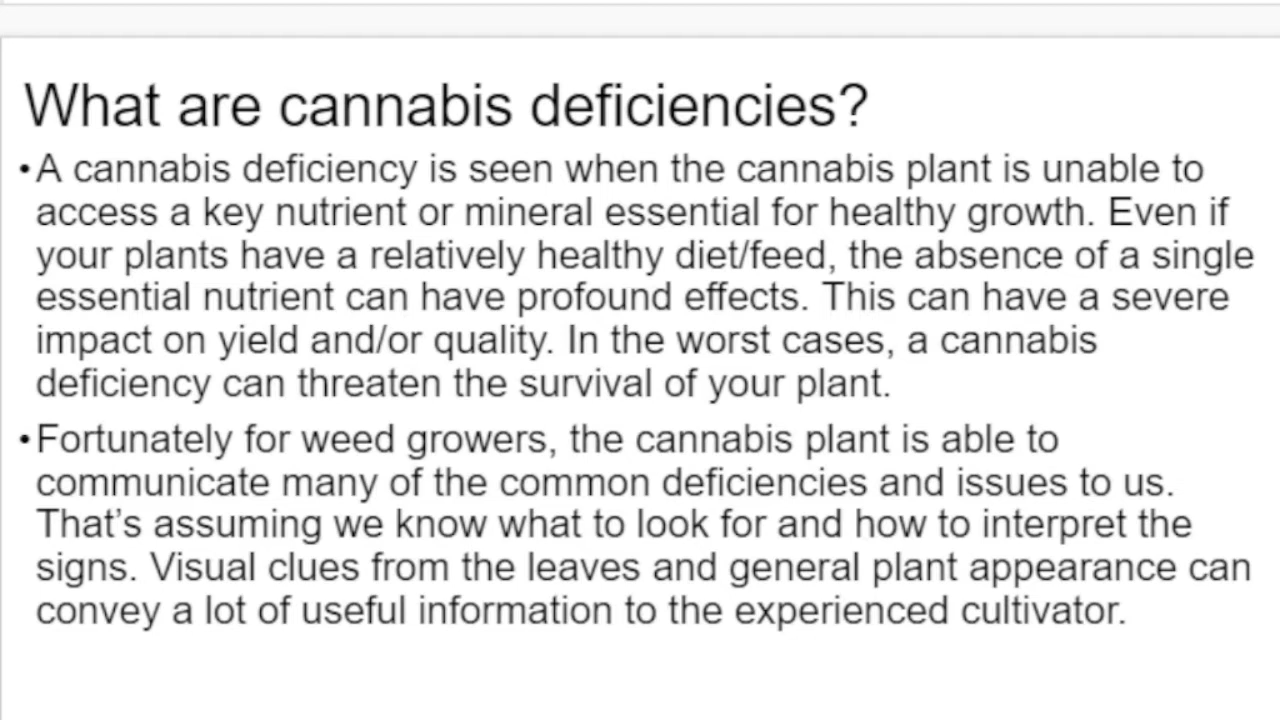 What are cannabis deficiencies?
•A cannabis deficiency is seen when the cannabis plant is unable to
access a key nutrient or mineral essential for healthy growth. Even if
your plants have a relatively healthy diet/feed, the absence of a single
essential nutrient can have profound effects. This can have a severe
impact on yield and/or quality. In the worst cases, a cannabis
deficiency can threaten the survival of your plant.
•Fortunately for weed growers, the cannabis plant is able to
communicate many of the common deficiencies and issues to us.
That’s assuming we know what to look for and how to interpret the
signs. Visual clues from the leaves and general plant appearance can
convey a lot of useful information to the experienced cultivator.